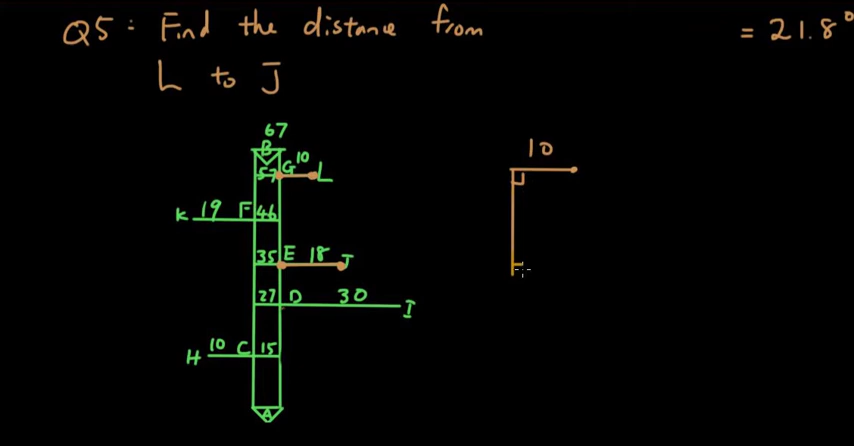 Q5: Find the distance from
= 21.8°
L to J
67
B
57 G 10 L
K 19 F 46
35 E 18 J
27 D 30 I
H 10 C 15
A
10